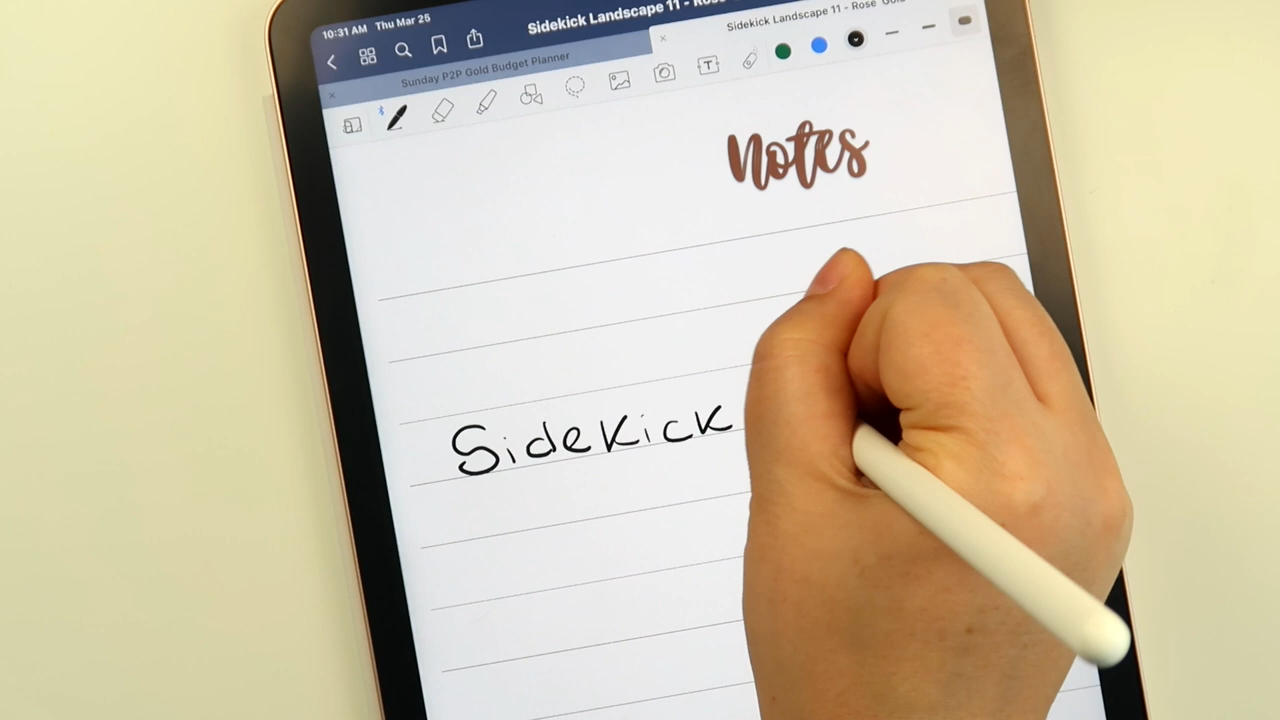 10:31 AM Thu Mar 25
Sidekick Landscape 11 - Rose
Sunday P2P Gold Budget Planner
Sidekick Landscape 11 - Rose Gold
T
Notes
Sidekick